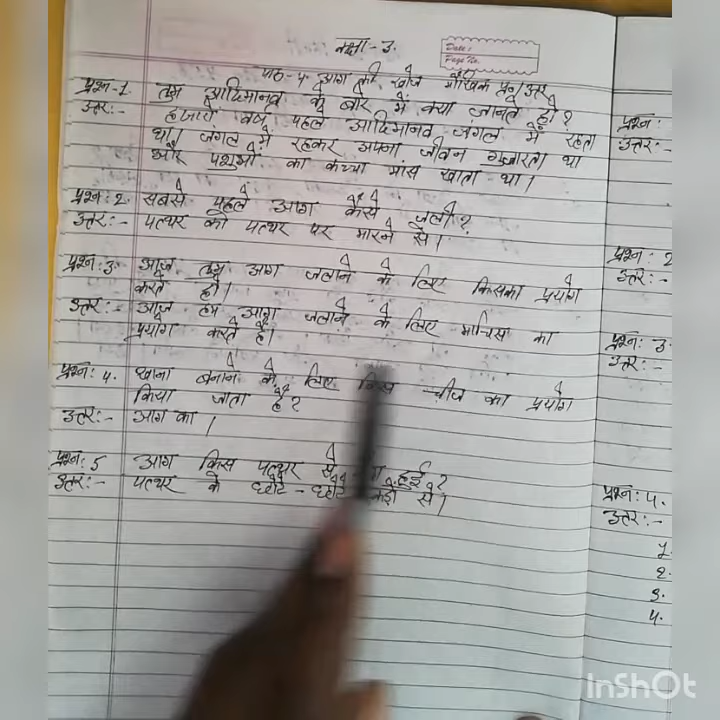 कक्षा - 3.
Date :
Page No.
पाठ-4. आग की खोज मौखिक प्रश्न/उत्तर
प्रश्न-1. तुम आदिमानव के बारे में क्या जानते हो?
उत्तर:- हजारों वर्ष पहले आदिमानव जंगल में रहता
था। जंगल में रहकर अपना जीवन गुजारता था
और पशुओं का कच्चा मांस खाता था।
प्रश्न:2. सबसे पहले आग कैसे जली?
उत्तर:- पत्थर को पत्थर पर मारने से।
प्रश्न:3. आज तुम आग जलाने के लिए किसका प्रयोग
करते हो।
उत्तर:- आज हम आग जलाने के लिए माचिस का
प्रयोग करते हैं।
प्रश्न:4. खाना बनाने के लिए किस चीज का प्रयोग
किया जाता है?
उत्तर:- आग का।
प्रश्न:5 आग किस पत्थर से हुई?
उत्तर:- पत्थर के छोटे-छोटे से।
प्रश्न:
उत्तर:-
प्रश्न: 2
उत्तर:-
प्रश्न: 3.
उत्तर:-
प्रश्न: 4.
उत्तर:-
1.
2.
3.
4.
InShOt